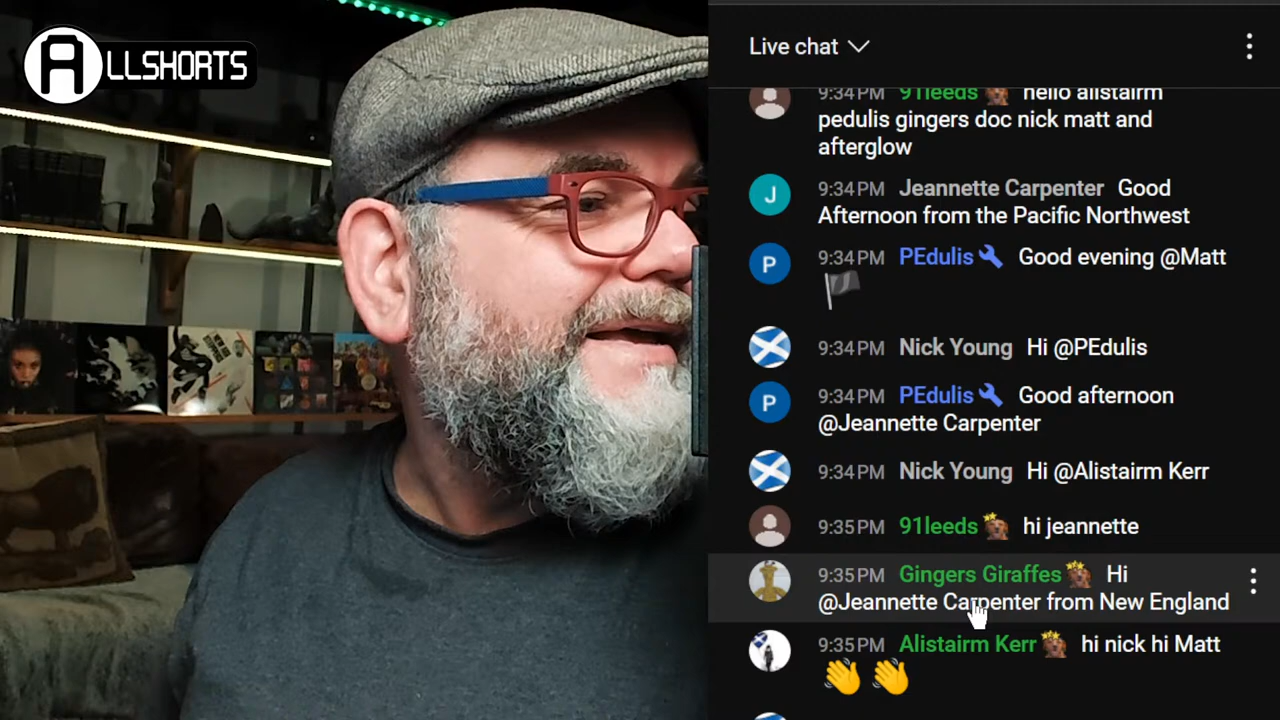 ALLSHORTS
Live chat
9:34 PM 91leeds hello alistairm
pedulis gingers doc nick matt and
afterglow
9:34 PM Jeannette Carpenter Good
Afternoon from the Pacific Northwest
J
9:34 PM PEdulis Good evening @Matt
P
9:34 PM Nick Young Hi @PEdulis
9:34 PM PEdulis Good afternoon
@Jeannette Carpenter
P
9:34 PM Nick Young Hi @Alistairm Kerr
9:35 PM 91leeds hi jeannette
9:35 PM Gingers Giraffes Hi
@Jeannette Carpenter from New England
9:35 PM Alistairm Kerr hi nick hi Matt